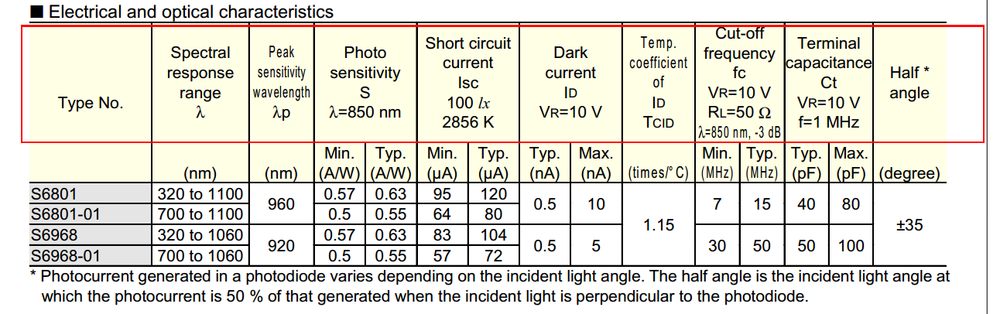 ■ Electrical and optical characteristics
Type No.
Spectral
response
range
λ
(nm)
Peak
sensitivity
wavelength
λp
(nm)
Photo
sensitivity
S
λ=850 nm
Min. Typ.
(A/W) (A/W)
Short circuit
current
Isc
100 lx
2856 K
Min. Typ.
(µA) (µA)
Dark
current
ID
VR=10 V
Typ. Max.
(nA) (nA)
Temp.
coefficient
of
ID
TCID
(times/° C)
Cut-off
frequency
fc
VR=10 V
RL=50 Ω
λ=850 nm, -3 dB
Min. Typ.
(MHz) (MHz)
Terminal
capacitance
Ct
VR=10 V
f=1 MHz
Typ. Max.
(pF) (pF)
Half *
angle
(degree)
S6801 320 to 1100 960 0.57 0.63 95 120 0.5 10 1.15 7 15 40 80 ±35
S6801-01 700 to 1100 0.5 0.55 64 80
S6968 320 to 1060 920 0.57 0.63 83 104 0.5 5 30 50 50 100
S6968-01 700 to 1060 0.5 0.55 57 72
* Photocurrent generated in a photodiode varies depending on the incident light angle. The half angle is the incident light angle at
which the photocurrent is 50 % of that generated when the incident light is perpendicular to the photodiode.